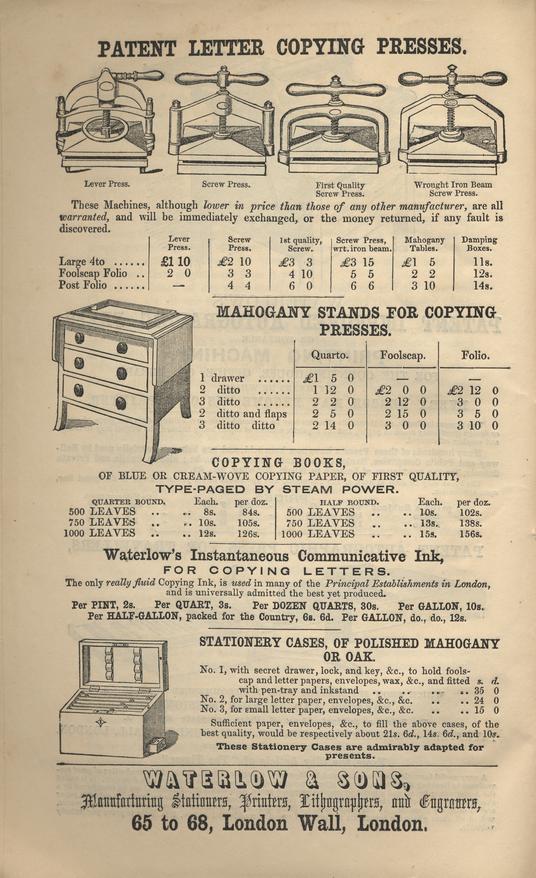 PATENT LETTER COPYING PRESSES.
Lever Press. Screw Press. First Quality Screw Press. Wrought Iron Beam Screw Press.
These Machines, although lower in price than those of any other manufacturer, are all
warranted, and will be immediately exchanged, or the money returned, if any fault is
discovered.
Lever Press. Screw Press. 1st quality, Screw. Screw Press, wrt. iron beam. Mahogany Tables. Damping Boxes.
Large 4to ...... £1 10 £2 10 £3 3 £3 15 £1 5 11s.
Foolscap Folio .. 2 0 3 3 4 10 5 5 2 2 12s.
Post Folio ...... — 4 4 6 0 6 6 3 10 14s.
MAHOGANY STANDS FOR COPYING
PRESSES.
Quarto. Foolscap. Folio.
1 drawer ...... £1 5 0 — —
2 ditto ...... 1 12 0 £2 0 0 £2 12 0
3 ditto ...... 2 2 0 2 12 0 3 0 0
2 ditto and flaps 2 5 0 2 15 0 3 5 0
3 ditto ditto 2 14 0 3 0 0 3 10 0
COPYING BOOKS,
OF BLUE OR CREAM-WOVE COPYING PAPER, OF FIRST QUALITY,
TYPE-PAGED BY STEAM POWER.
QUARTER BOUND. Each. per doz. HALF BOUND. Each. per doz.
500 LEAVES .. .. 8s. 84s. 500 LEAVES .. .. 10s. 102s.
750 LEAVES .. .. 10s. 105s. 750 LEAVES .. .. 13s. 138s.
1000 LEAVES .. .. 12s. 126s. 1000 LEAVES .. .. 15s. 156s.
Waterlow's Instantaneous Communicative Ink,
FOR COPYING LETTERS.
The only really fluid Copying Ink, is used in many of the Principal Establishments in London,
and is universally admitted the best yet produced.
Per PINT, 2s. Per QUART, 3s. Per DOZEN QUARTS, 30s. Per GALLON, 10s.
Per HALF-GALLON, packed for the Country, 6s. 6d. Per GALLON, do., do., 12s.
STATIONERY CASES, OF POLISHED MAHOGANY
OR OAK.
No. 1, with secret drawer, lock, and key, &c., to hold fools-
cap and letter papers, envelopes, wax, &c., and fitted s. d.
with pen-tray and inkstand .. .. .. .. 35 0
No. 2, for large letter paper, envelopes, &c., &c. .. .. 24 0
No. 3, for small letter paper, envelopes, &c., &c. .. .. 15 0
Sufficient paper, envelopes, &c., to fill the above cases, of the
best quality, would be respectively about 21s. 6d., 14s. 6d., and 10s.
These Stationery Cases are admirably adapted for
presents.
WATERLOW & SONS,
Manufacturing Stationers, Printers, Lithographers, and Engravers,
65 to 68, London Wall, London.